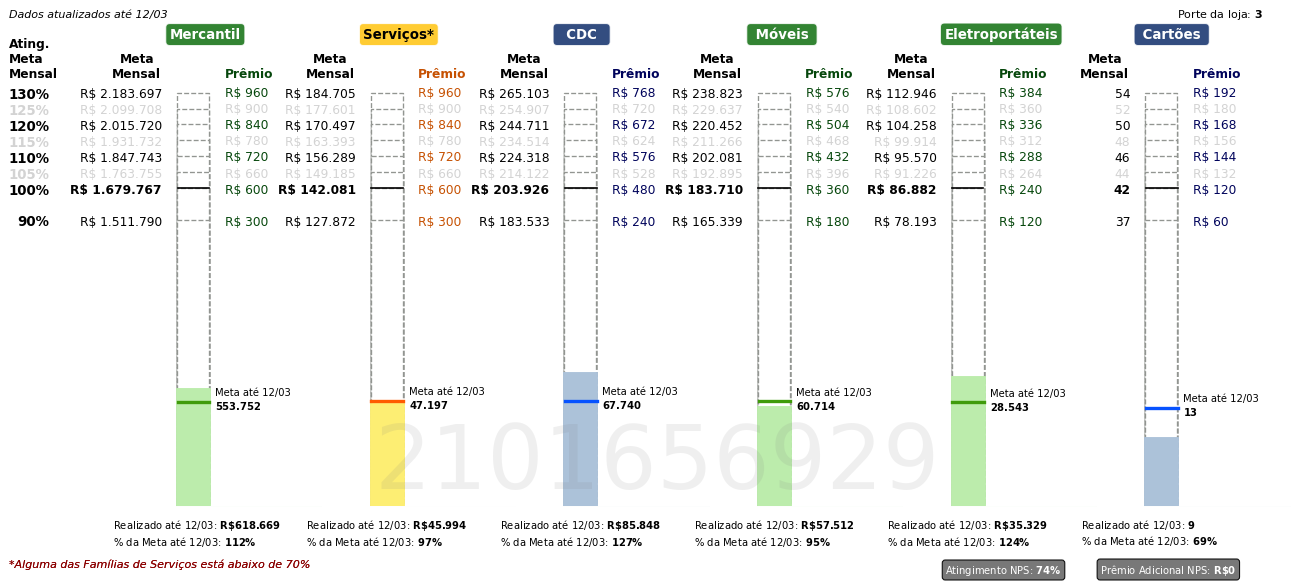 Dados atualizados até 12/03 Porte da loja: 3
Mercantil Serviços* CDC Móveis Eletroportáteis Cartões
Ating. Meta Mensal Meta Mensal Prêmio Meta Mensal Prêmio Meta Mensal Prêmio Meta Mensal Prêmio Meta Mensal Prêmio Meta Mensal Prêmio
130% R$ 2.183.697 R$ 960 R$ 184.705 R$ 960 R$ 265.103 R$ 768 R$ 238.823 R$ 576 R$ 112.946 R$ 384 54 R$ 192
125% R$ 2.099.708 R$ 900 R$ 177.601 R$ 900 R$ 254.907 R$ 720 R$ 229.637 R$ 540 R$ 108.602 R$ 360 52 R$ 180
120% R$ 2.015.720 R$ 840 R$ 170.497 R$ 840 R$ 244.711 R$ 672 R$ 220.452 R$ 504 R$ 104.258 R$ 336 50 R$ 168
115% R$ 1.931.732 R$ 780 R$ 163.393 R$ 780 R$ 234.514 R$ 624 R$ 211.266 R$ 468 R$ 99.914 R$ 312 48 R$ 156
110% R$ 1.847.743 R$ 720 R$ 156.289 R$ 720 R$ 224.318 R$ 576 R$ 202.081 R$ 432 R$ 95.570 R$ 288 46 R$ 144
105% R$ 1.763.755 R$ 660 R$ 149.185 R$ 660 R$ 214.122 R$ 528 R$ 192.895 R$ 396 R$ 91.226 R$ 264 44 R$ 132
100% R$ 1.679.767 R$ 600 R$ 142.081 R$ 600 R$ 203.926 R$ 480 R$ 183.710 R$ 360 R$ 86.882 R$ 240 42 R$ 120
90% R$ 1.511.790 R$ 300 R$ 127.872 R$ 300 R$ 183.533 R$ 240 R$ 165.339 R$ 180 R$ 78.193 R$ 120 37 R$ 60
Meta até 12/03 Meta até 12/03 Meta até 12/03 Meta até 12/03 Meta até 12/03 Meta até 12/03
553.752 47.197 67.740 60.714 28.543 13
2101656929
Realizado até 12/03: R$618.669 Realizado até 12/03: R$45.994 Realizado até 12/03: R$85.848 Realizado até 12/03: R$57.512 Realizado até 12/03: R$35.329 Realizado até 12/03: 9
% da Meta até 12/03: 112% % da Meta até 12/03: 97% % da Meta até 12/03: 127% % da Meta até 12/03: 95% % da Meta até 12/03: 124% % da Meta até 12/03: 69%
*Alguma das Famílias de Serviços está abaixo de 70% Atingimento NPS: 74% Prêmio Adicional NPS: R$0